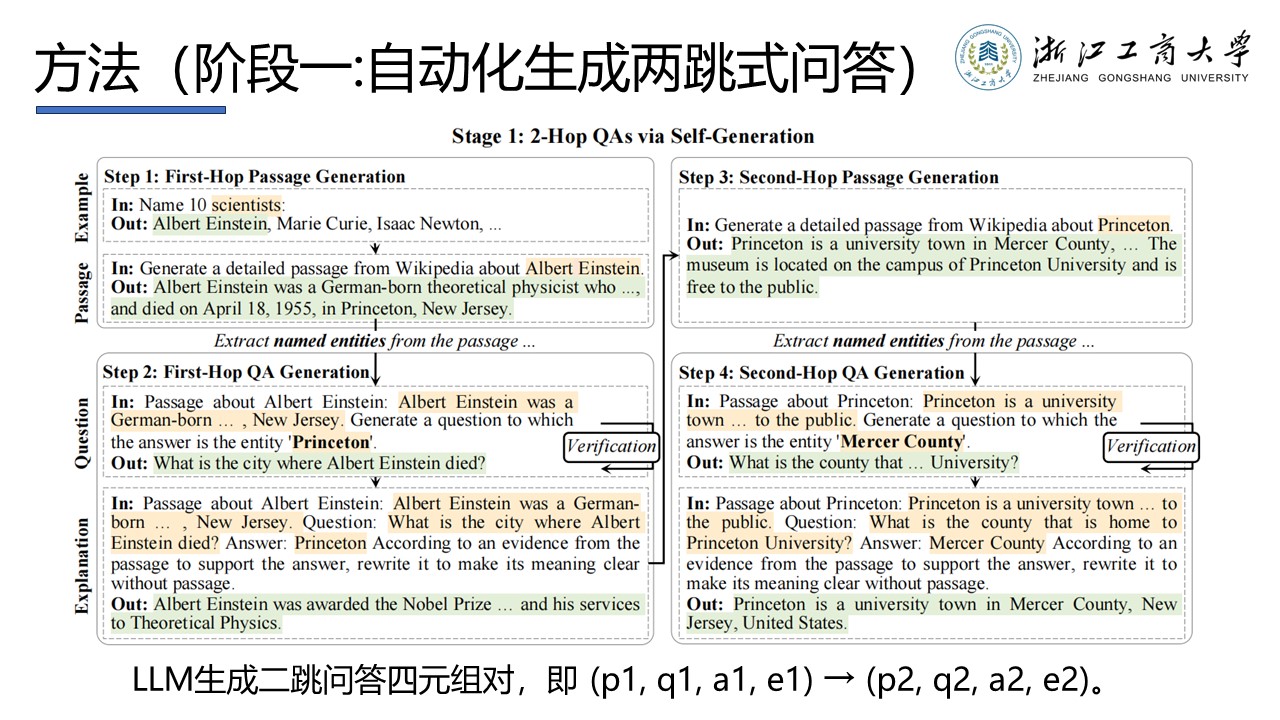 方法（阶段一:自动化生成两跳式问答）
浙江工商大学
ZHEJIANG GONGSHANG UNIVERSITY
Stage 1: 2-Hop QAs via Self-Generation
Example
Step 1: First-Hop Passage Generation
In: Name 10 scientists:
Out: Albert Einstein, Marie Curie, Isaac Newton, ...
Passage
In: Generate a detailed passage from Wikipedia about Albert Einstein.
Out: Albert Einstein was a German-born theoretical physicist who ...,
and died on April 18, 1955, in Princeton, New Jersey.
Extract named entities from the passage ...
Question
Step 2: First-Hop QA Generation
In: Passage about Albert Einstein: Albert Einstein was a
German-born ... , New Jersey. Generate a question to which
the answer is the entity 'Princeton'.
Out: What is the city where Albert Einstein died?
Verification
Explanation
In: Passage about Albert Einstein: Albert Einstein was a German-
born ... , New Jersey. Question: What is the city where Albert
Einstein died? Answer: Princeton According to an evidence from the
passage to support the answer, rewrite it to make its meaning clear
without passage.
Out: Albert Einstein was awarded the Nobel Prize ... and his services
to Theoretical Physics.
Step 3: Second-Hop Passage Generation
In: Generate a detailed passage from Wikipedia about Princeton.
Out: Princeton is a university town in Mercer County, ... The
museum is located on the campus of Princeton University and is
free to the public.
Extract named entities from the passage ...
Step 4: Second-Hop QA Generation
In: Passage about Princeton: Princeton is a university
town ... to the public. Generate a question to which the
answer is the entity 'Mercer County'.
Out: What is the county that ... University?
Verification
In: Passage about Princeton: Princeton is a university town ... to
the public. Question: What is the county that is home to
Princeton University? Answer: Mercer County According to an
evidence from the passage to support the answer, rewrite it to
make its meaning clear without passage.
Out: Princeton is a university town in Mercer County, New
Jersey, United States.
LLM生成二跳问答四元组对，即 (p1, q1, a1, e1) → (p2, q2, a2, e2)。